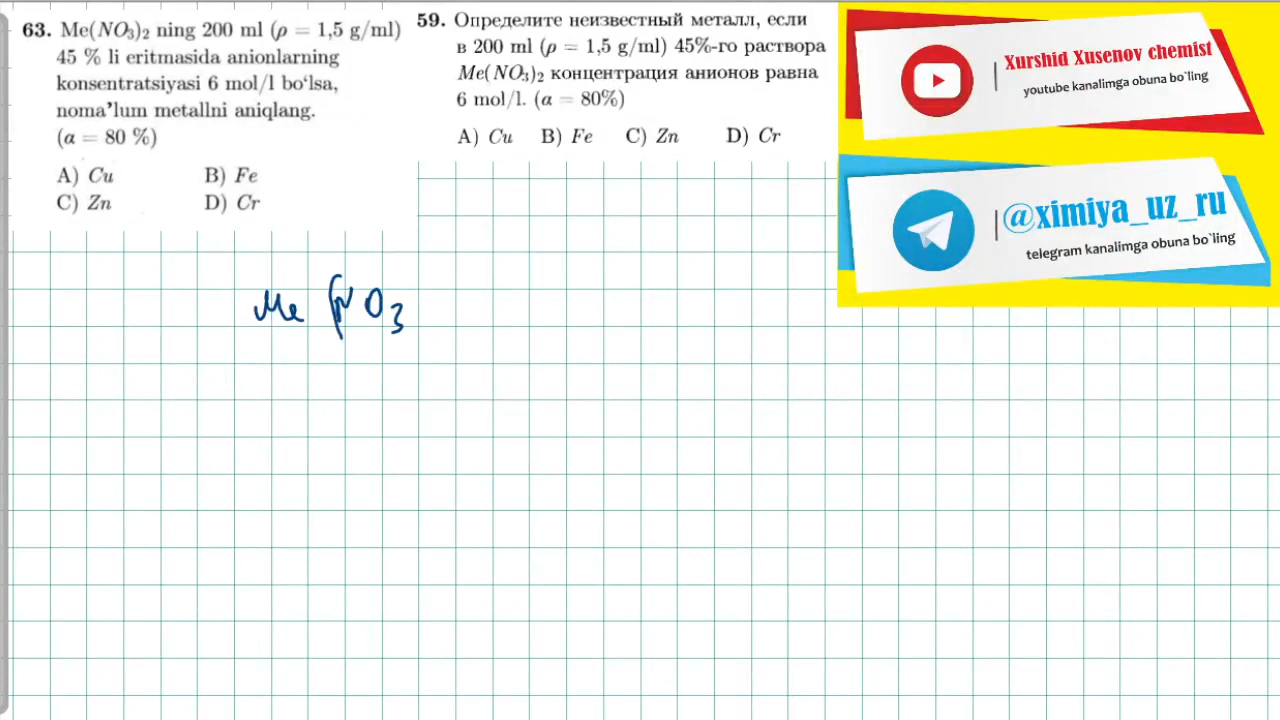 63. Me(NO₃)₂ ning 200 ml (ρ = 1,5 g/ml)
45 % li eritmasida anionlarning
konsentratsiyasi 6 mol/l bo‘lsa,
noma’lum metallni aniqlang.
(α = 80 %)
A) Cu B) Fe
C) Zn D) Cr
59. Определите неизвестный металл, если
в 200 ml (ρ = 1,5 g/ml) 45%-го раствора
Me(NO₃)₂ концентрация анионов равна
6 mol/l. (α = 80%)
A) Cu B) Fe C) Zn D) Cr
Xurshid Xusenov chemist
youtube kanalimga obuna bo`ling
@ximiya_uz_ru
telegram kanalimga obuna bo`ling
Me (NO₃